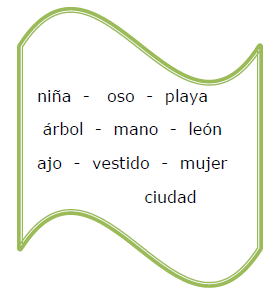 niña - oso - playa
árbol - mano - león
ajo - vestido - mujer
ciudad